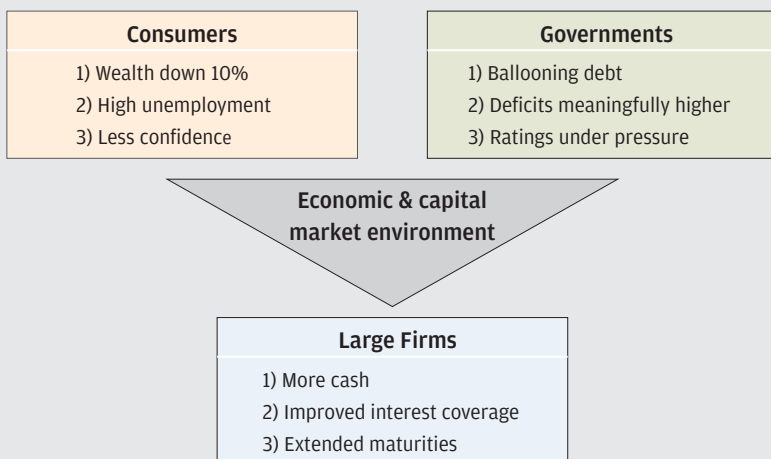 Consumers
1) Wealth down 10%
2) High unemployment
3) Less confidence
Governments
1) Ballooning debt
2) Deficits meaningfully higher
3) Ratings under pressure
Economic & capital
market environment
Large Firms
1) More cash
2) Improved interest coverage
3) Extended maturities